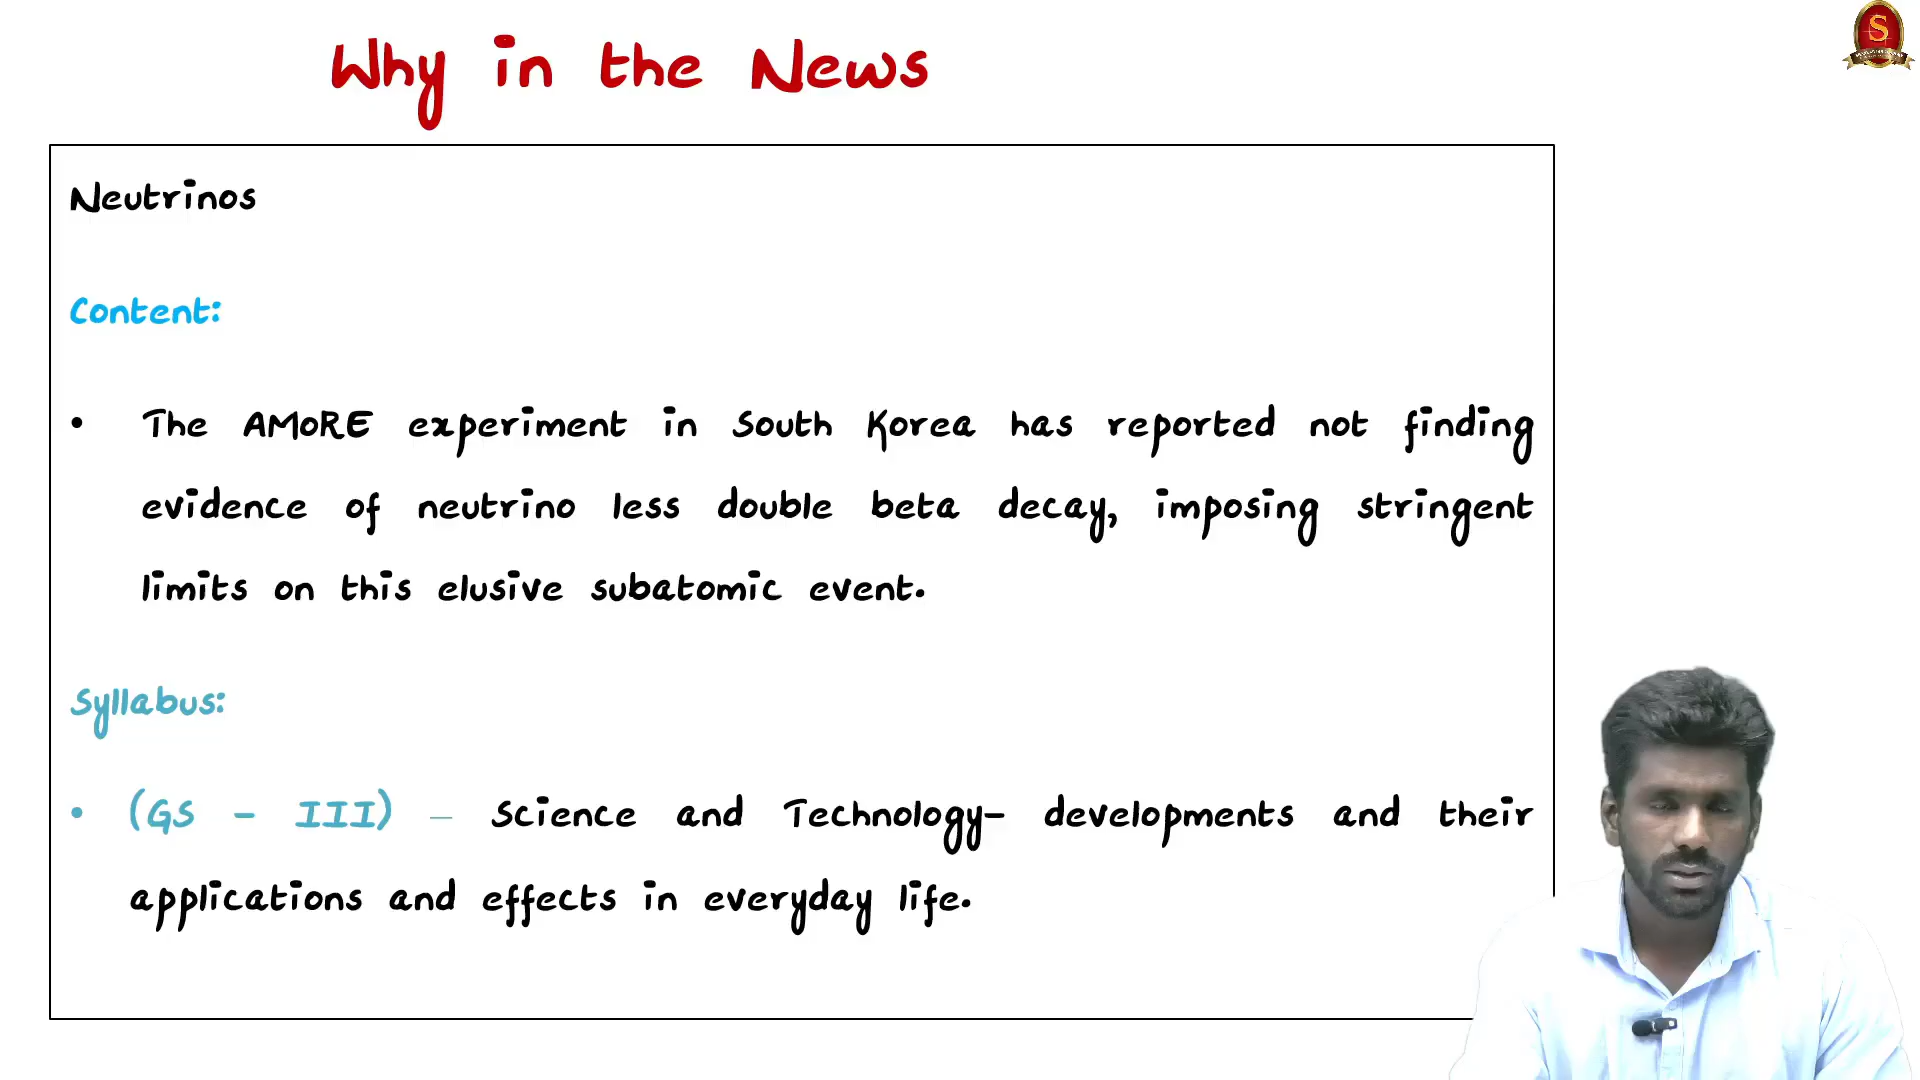 Why in the News
S
Neutrinos
Content:
• The AMoRE experiment in South Korea has reported not finding
evidence of neutrino less double beta decay, imposing stringent
limits on this elusive subatomic event.
Syllabus:
• (GS - III) – Science and Technology- developments and their
applications and effects in everyday life.